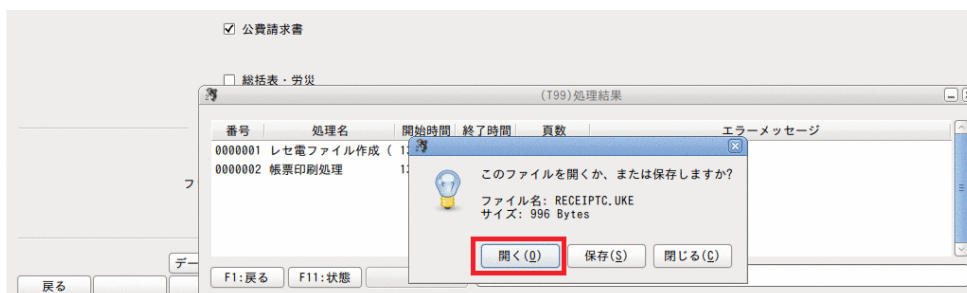 公費請求書
総括表・労災
(T99)処理結果
番号 処理名 開始時間 終了時間 頁数 エラーメッセージ
0000001 レセ電ファイル作成 (
0000002 帳票印刷処理
このファイルを開くか、または保存しますか?
ファイル名: RECEIPTC.UKE
サイズ: 996 Bytes
開く(O) 保存(S) 閉じる(C)
フ
デー
F1:戻る F11:状態
戻る